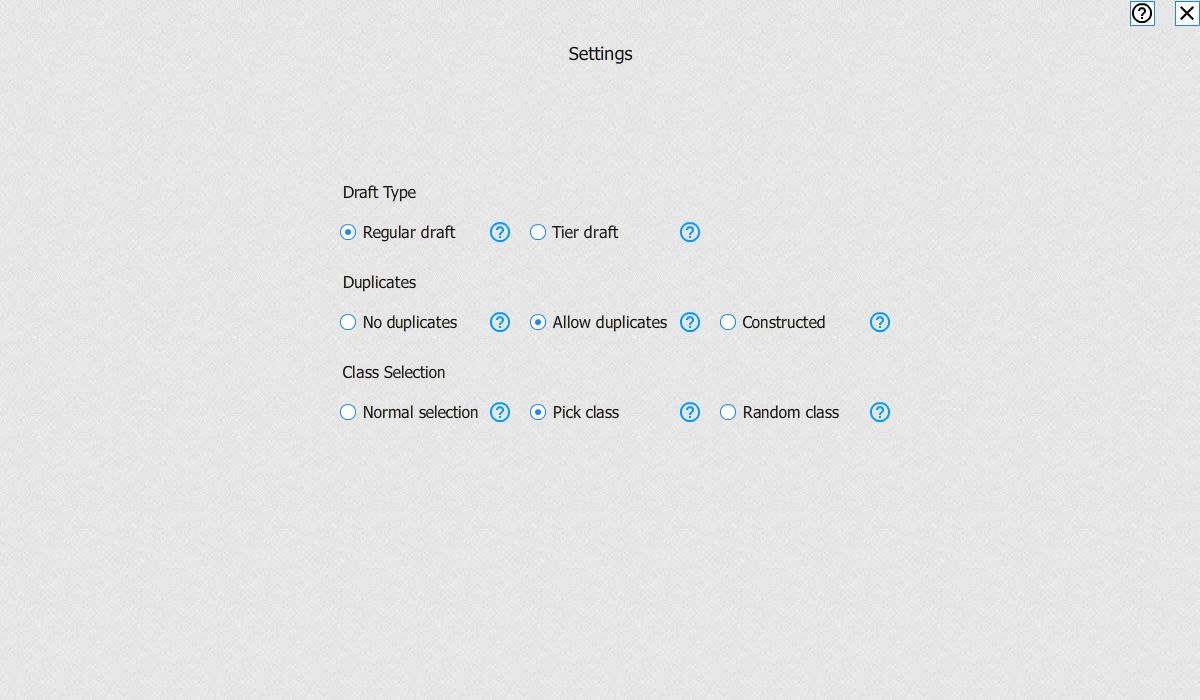 Settings
Draft Type
Regular draft ? Tier draft ?
Duplicates
No duplicates ? Allow duplicates ? Constructed ?
Class Selection
Normal selection ? Pick class ? Random class ?